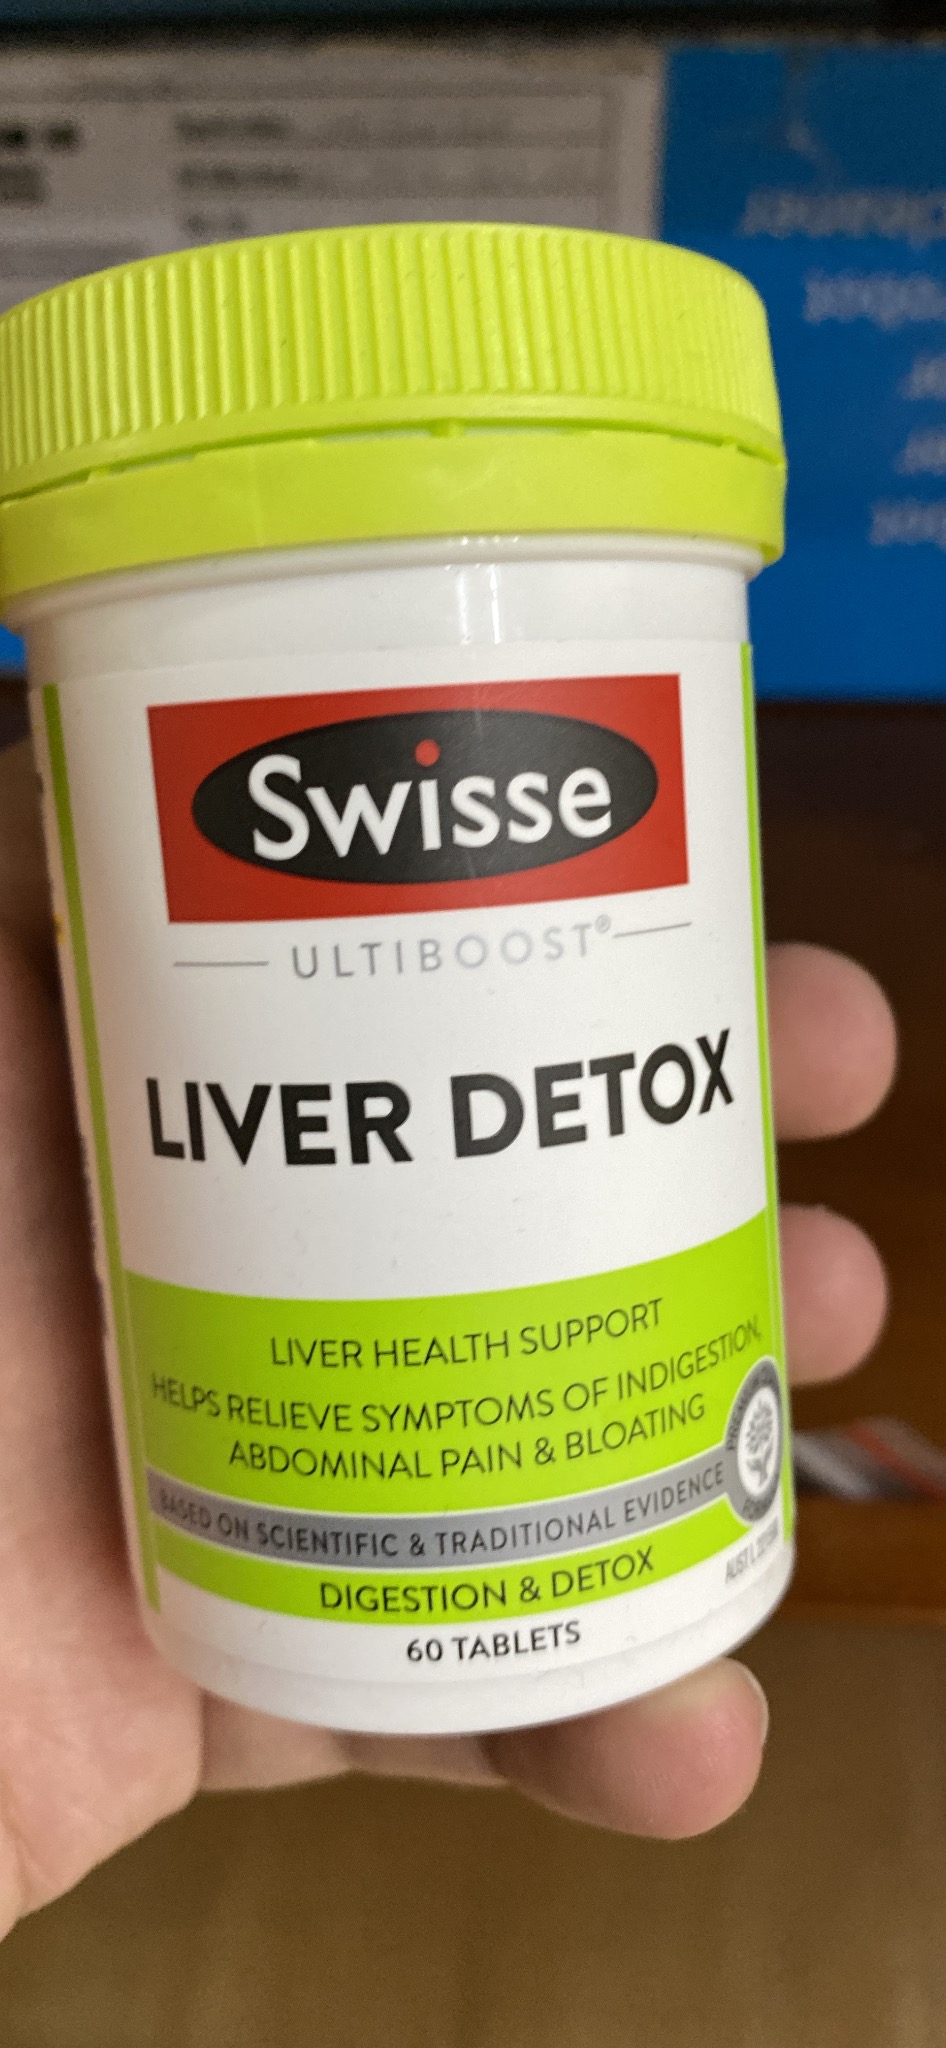 Swisse
ULTIBOOST®
LIVER DETOX
LIVER HEALTH SUPPORT
HELPS RELIEVE SYMPTOMS OF INDIGESTION,
ABDOMINAL PAIN & BLOATING
BASED ON SCIENTIFIC & TRADITIONAL EVIDENCE
DIGESTION & DETOX
60 TABLETS
AUST L